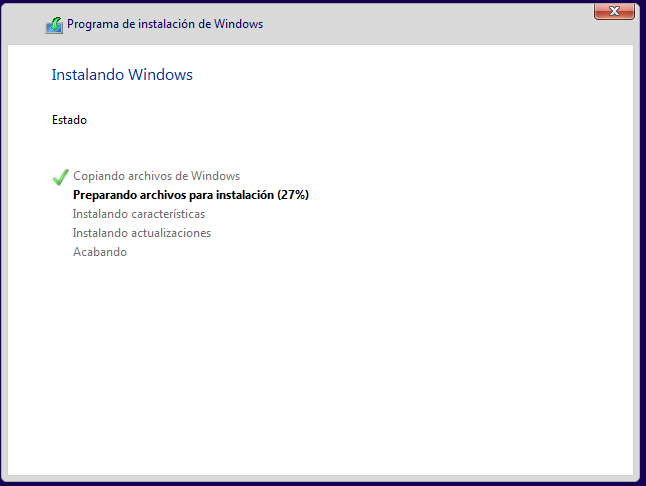 Programa de instalación de Windows
Instalando Windows
Estado
Copiando archivos de Windows
Preparando archivos para instalación (27%)
Instalando características
Instalando actualizaciones
Acabando